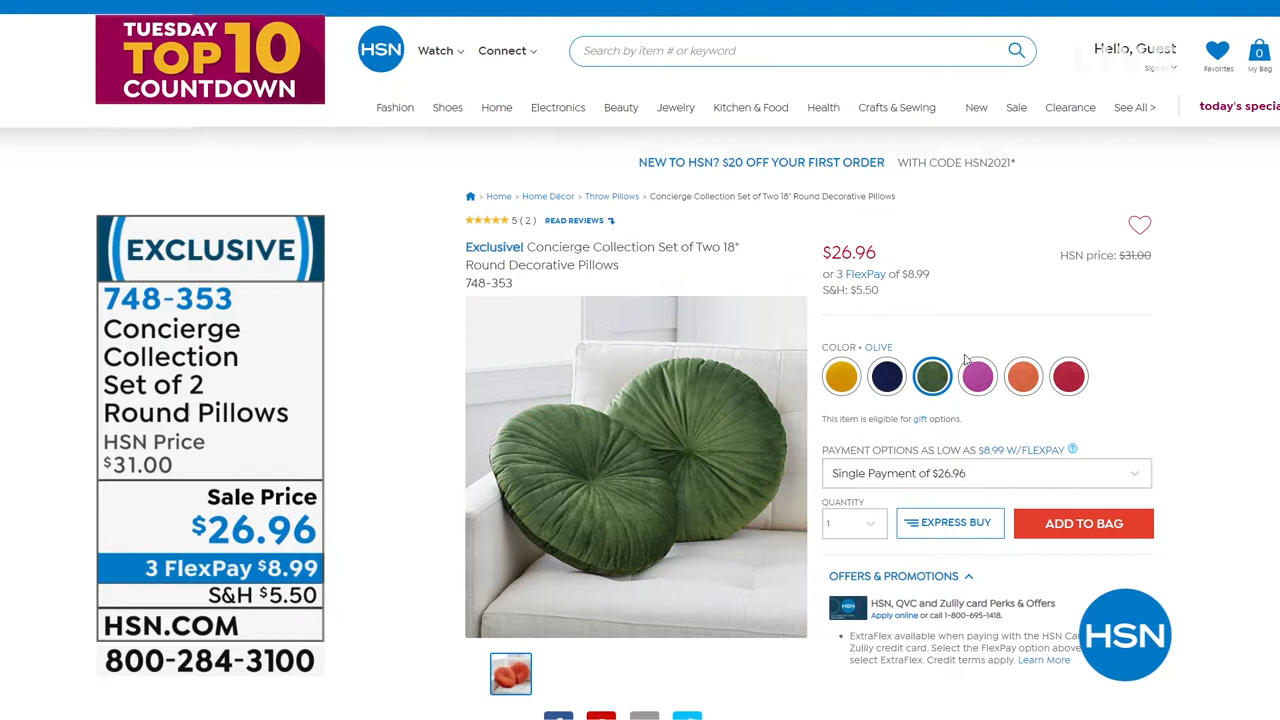 TUESDAY
TOP 10
COUNTDOWN
HSN
Watch
Connect
Search by item # or keyword
Hello, Guest
Sign In
Favorites
0
My Bag
Fashion
Shoes
Home
Electronics
Beauty
Jewelry
Kitchen & Food
Health
Crafts & Sewing
New
Sale
Clearance
See All >
today's specia
NEW TO HSN? $20 OFF YOUR FIRST ORDER WITH CODE HSN2021*
> Home > Home Décor > Throw Pillows > Concierge Collection Set of Two 18" Round Decorative Pillows
5 ( 2 ) READ REVIEWS
Exclusive! Concierge Collection Set of Two 18"
Round Decorative Pillows
748-353
$26.96
HSN price: $31.00
or 3 FlexPay of $8.99
S&H: $5.50
COLOR • OLIVE
This item is eligible for gift options.
PAYMENT OPTIONS AS LOW AS $8.99 W/FLEXPAY ?
Single Payment of $26.96
QUANTITY
1
EXPRESS BUY
ADD TO BAG
OFFERS & PROMOTIONS
HSN
HSN, QVC and Zulily card Perks & Offers
Apply online or call 1-800-695-1418.
• ExtraFlex available when paying with the HSN Ca
Zulily credit card. Select the FlexPay option above
select ExtraFlex. Credit terms apply. Learn More
HSN
EXCLUSIVE
748-353
Concierge
Collection
Set of 2
Round Pillows
HSN Price
$31.00
Sale Price
$26.96
3 FlexPay $8.99
S&H $5.50
HSN.COM
800-284-3100